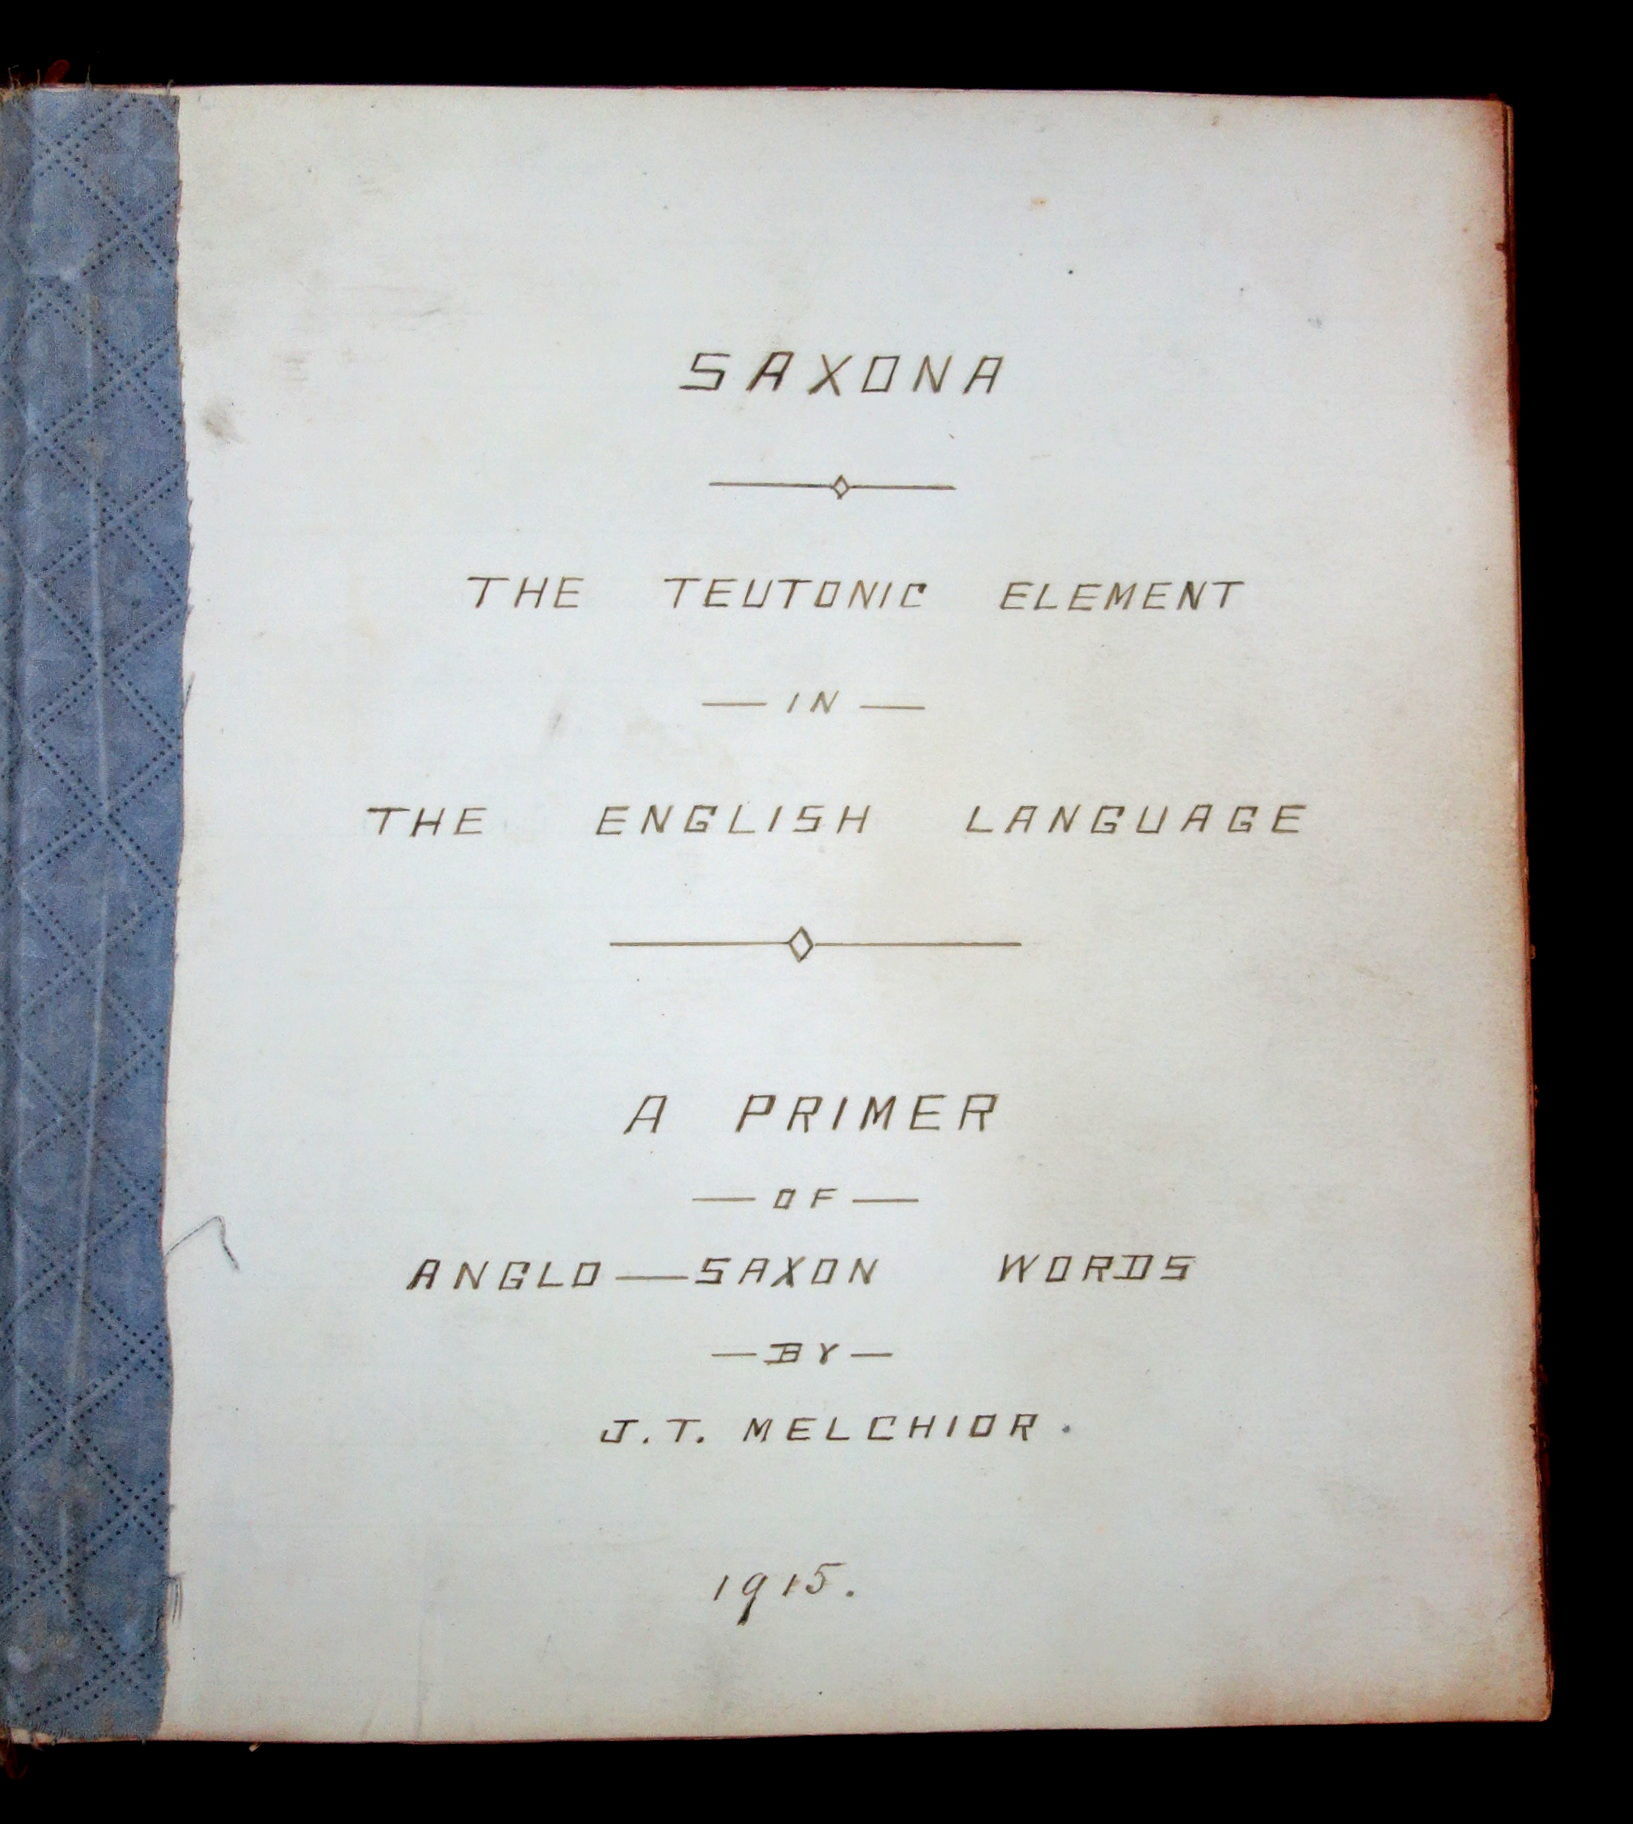 SAXONA
THE TEUTONIC ELEMENT
— IN —
THE ENGLISH LANGUAGE
A PRIMER
— OF —
ANGLO—SAXON WORDS
— BY —
J.T. MELCHIOR.
1915.